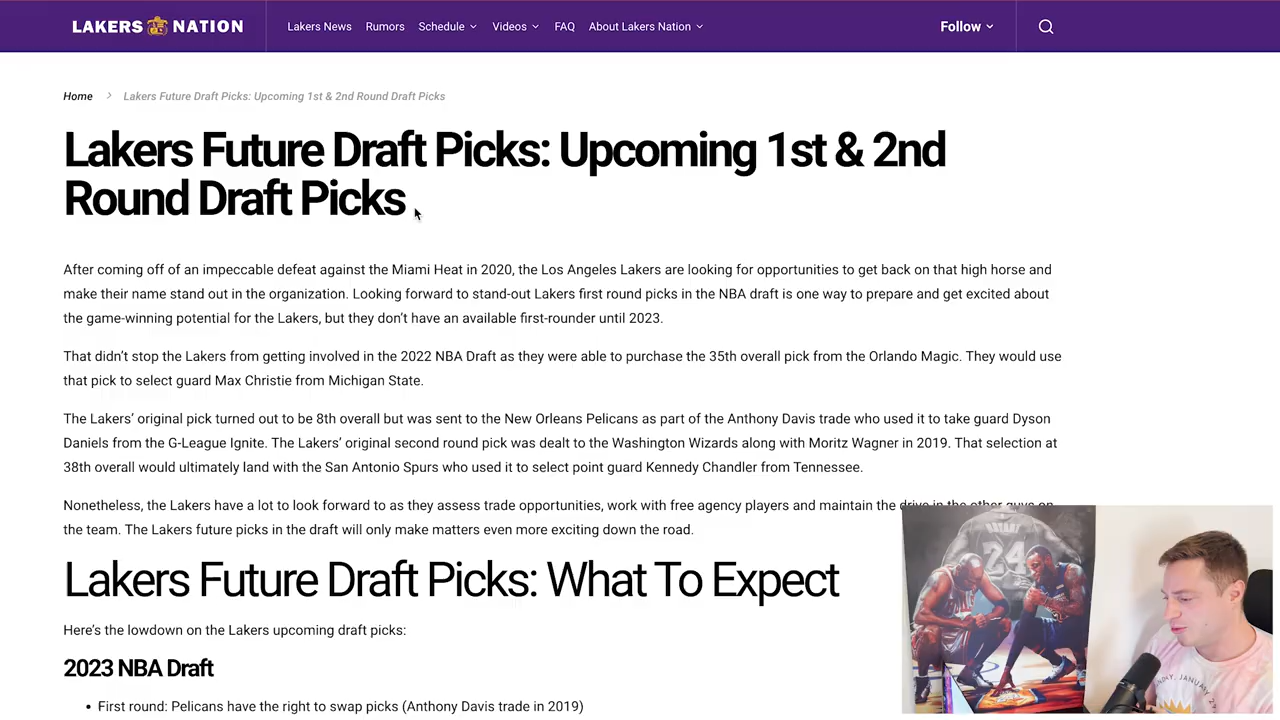 LAKERS NATION
Lakers News Rumors Schedule Videos FAQ About Lakers Nation Follow
Home > Lakers Future Draft Picks: Upcoming 1st & 2nd Round Draft Picks
Lakers Future Draft Picks: Upcoming 1st & 2nd
Round Draft Picks
After coming off of an impeccable defeat against the Miami Heat in 2020, the Los Angeles Lakers are looking for opportunities to get back on that high horse and
make their name stand out in the organization. Looking forward to stand-out Lakers first round picks in the NBA draft is one way to prepare and get excited about
the game-winning potential for the Lakers, but they don’t have an available first-rounder until 2023.
That didn’t stop the Lakers from getting involved in the 2022 NBA Draft as they were able to purchase the 35th overall pick from the Orlando Magic. They would use
that pick to select guard Max Christie from Michigan State.
The Lakers’ original pick turned out to be 8th overall but was sent to the New Orleans Pelicans as part of the Anthony Davis trade who used it to take guard Dyson
Daniels from the G-League Ignite. The Lakers’ original second round pick was dealt to the Washington Wizards along with Moritz Wagner in 2019. That selection at
38th overall would ultimately land with the San Antonio Spurs who used it to select point guard Kennedy Chandler from Tennessee.
Nonetheless, the Lakers have a lot to look forward to as they assess trade opportunities, work with free agency players and maintain the drive in the other guys on
the team. The Lakers future picks in the draft will only make matters even more exciting down the road.
Lakers Future Draft Picks: What To Expect
Here’s the lowdown on the Lakers upcoming draft picks:
2023 NBA Draft
• First round: Pelicans have the right to swap picks (Anthony Davis trade in 2019)
BRYANT
24